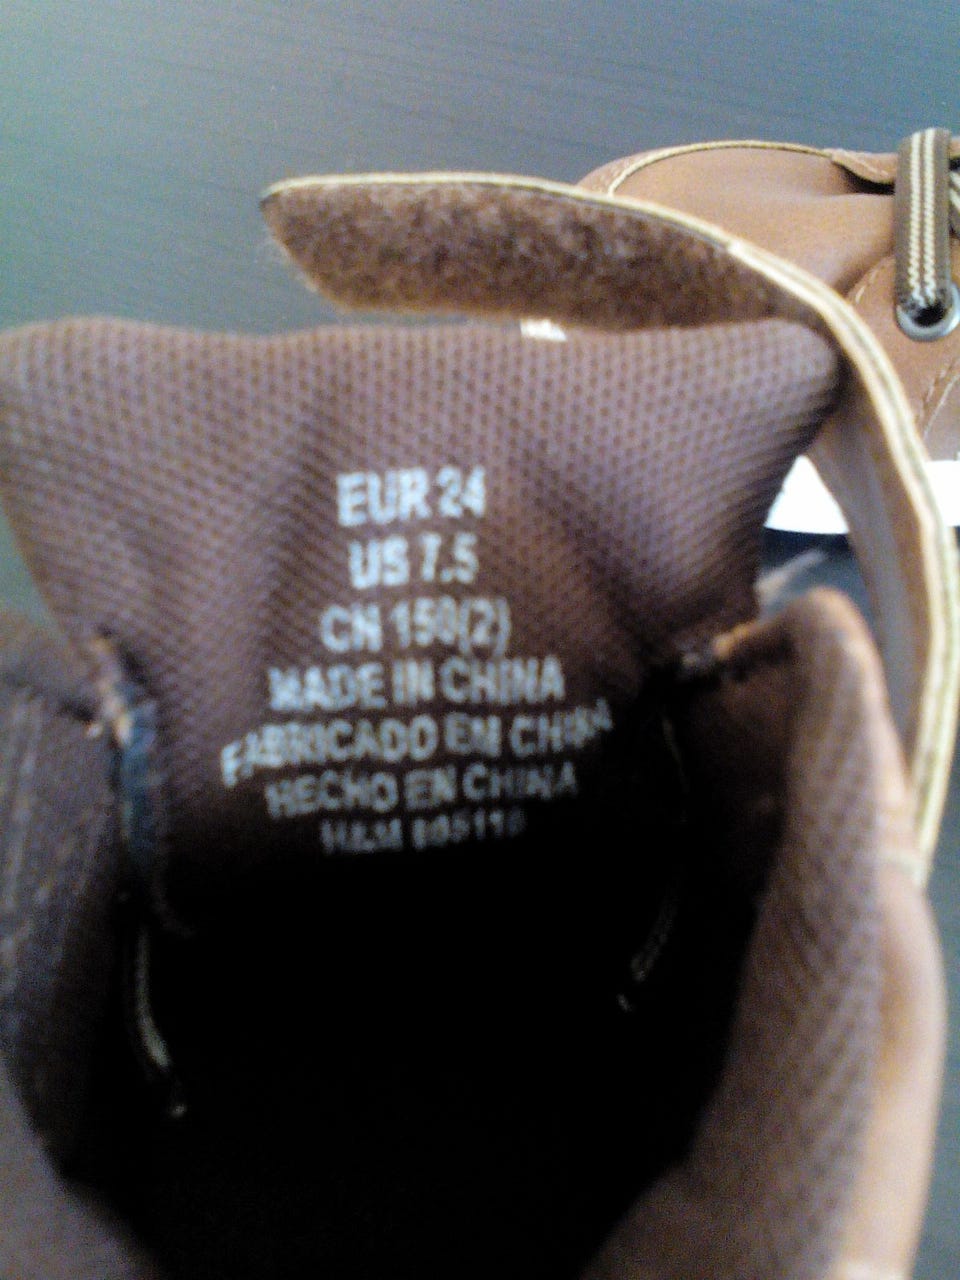 EUR 24
US 7.5
CN 150(2)
MADE IN CHINA
FABRICADO EM CHINA
HECHO EN CHINA
H&M